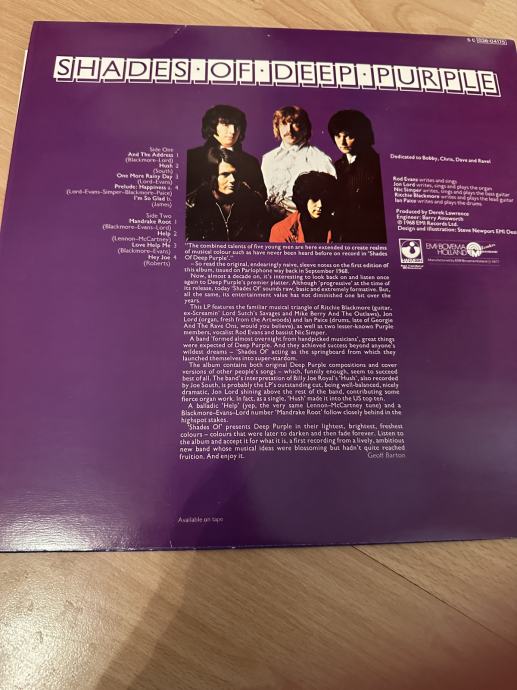 5 C 038-04175
SHADES·OF·DEEP·PURPLE
Side One
And The Address 1
(Blackmore–Lord)
Hush 2
(South)
One More Rainy Day 3
(Lord–Evans)
Prelude: Happiness a. 4
(Lord–Evans–Simper–Blackmore–Paice)
I'm So Glad b.
(James)
Side Two
Mandrake Root 1
(Blackmore–Evans–Lord)
Help 2
(Lennon–McCartney)
Love Help Me 3
(Blackmore–Evans)
Hey Joe 4
(Roberts)
Dedicated to Bobby, Chris, Dave and Ravel
Rod Evans writes and sings
Jon Lord writes, sings and plays the organ
Nic Simper writes, sings and plays the bass guitar
Ritchie Blackmore writes and plays the lead guitar
Ian Paice writes and plays the drums
Produced by Derek Lawrence
Engineer: Barry Ainsworth
℗ 1968 EMI Records Ltd.
Design and illustration: Steve Newport EMI Des
EMI BOVEMA
HOLLAND
"The combined talents of five young men are here extended to create realms
of musical colour such as have never been heard before on record in 'Shades
Of Deep Purple'."
– So read the original, endearingly naive, sleeve notes on the first edition of
this album, issued on Parlophone way back in September 1968.
Now, almost a decade on, it's interesting to look back on and listen once
again to Deep Purple's premier platter. Although 'progressive' at the time of
its release, today 'Shades Of' sounds raw, basic and extremely formative. But,
all the same, its entertainment value has not diminished one bit over the
years.
This LP features the familiar musical triangle of Ritchie Blackmore (guitar,
ex-Screamin' Lord Sutch's Savages and Mike Berry And The Outlaws), Jon
Lord (organ, fresh from the Artwoods) and Ian Paice (drums, late of Georgie
And The Rave Ons, would you believe), as well as two lesser-known Purple
members, vocalist Rod Evans and bassist Nic Simper.
A band 'formed almost overnight from handpicked musicians', great things
were expected of Deep Purple. And they achieved success beyond anyone's
wildest dreams – 'Shades Of' acting as the springboard from which they
launched themselves into super-stardom.
The album contains both original Deep Purple compositions and cover
versions of other people's songs – which, funnily enough, seem to succeed
best of all. The band's interpretation of Billy Joe Royal's 'Hush', also recorded
by Joe South, is probably the LP's outstanding cut, being well-balanced, nicely
dramatic, Jon Lord shining above the rest of the band, contributing some
fierce organ work. In fact, as a single, 'Hush' made it into the US top ten.
A balladic 'Help' (yep, the very same Lennon-McCartney tune) and a
Blackmore–Evans–Lord number 'Mandrake Root' follow closely behind in the
highspot stakes.
'Shades Of' presents Deep Purple in their lightest, brightest, freshest
colours – colours that were later to darken and then fade forever. Listen to
the album and accept it for what it is, a first recording from a lively, ambitious
new band whose musical ideas were blossoming but hadn't quite reached
fruition. And enjoy it.
Geoff Barton
Available on tape